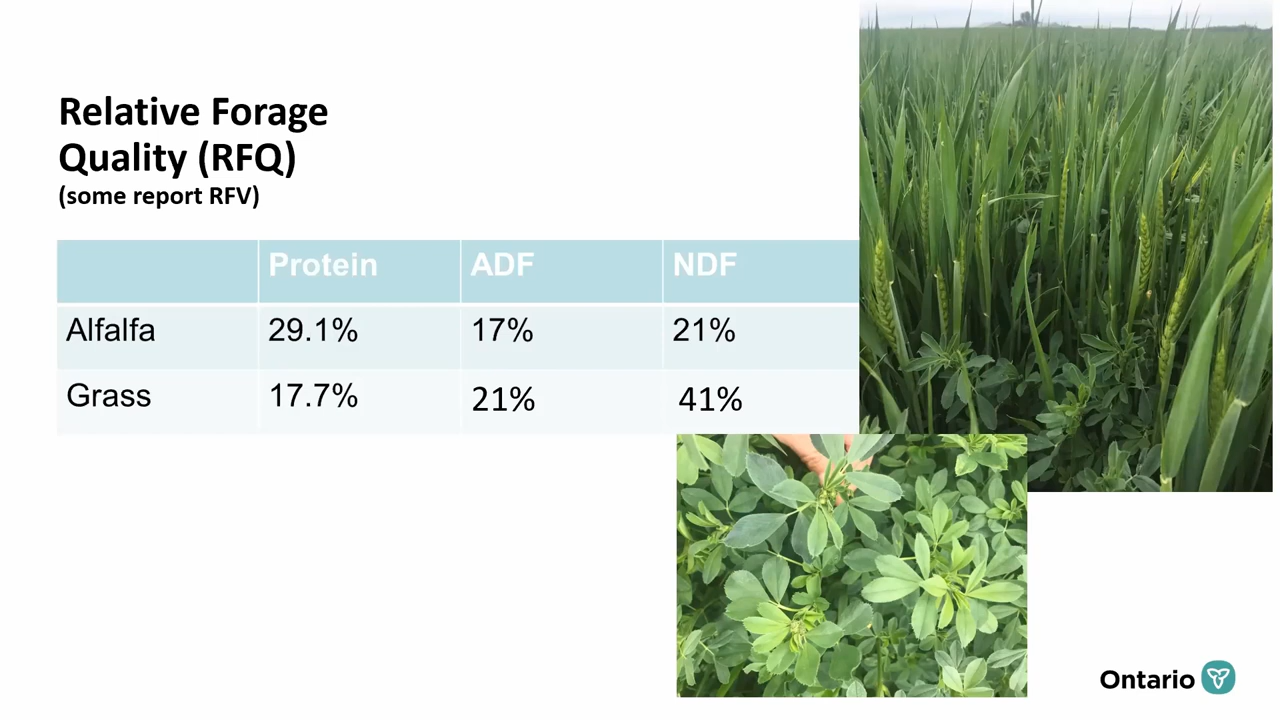 Relative Forage
Quality (RFQ)
(some report RFV)
Protein ADF NDF
Alfalfa 29.1% 17% 21%
Grass 17.7% 21% 41%
Ontario